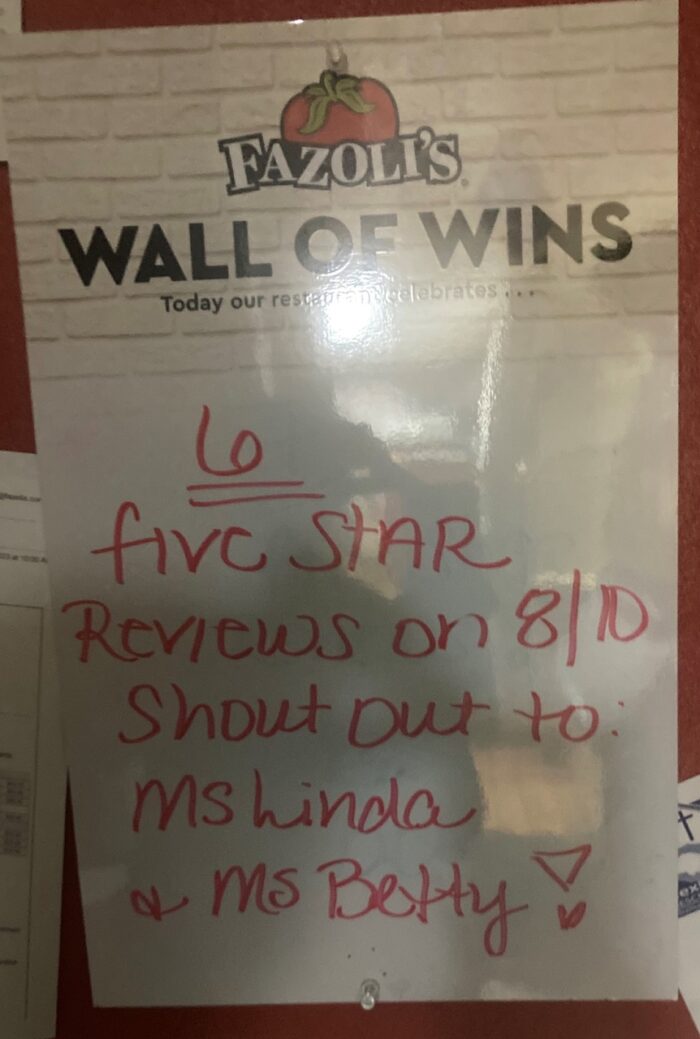 FAZOLI'S
WALL OF WINS
Today our restaurant celebrates...
6
five STAR
Reviews on 8/10
Shout out to:
Ms Linda
& Ms Betty!